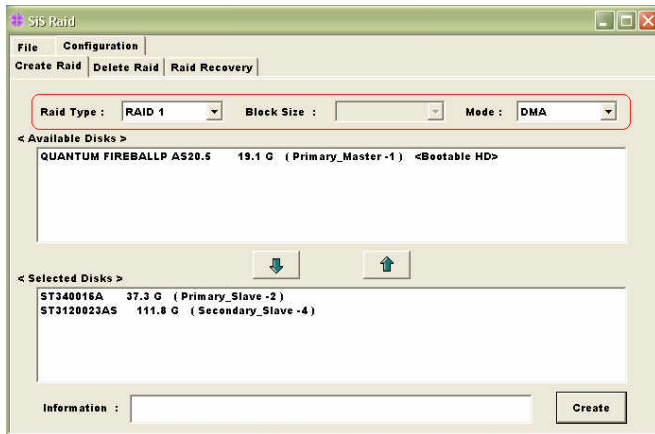 SiS Raid
File Configuration
Create Raid Delete Raid Raid Recovery
Raid Type : RAID 1 Block Size : Mode : DMA
< Available Disks >
QUANTUM FIREBALLP AS20.5 19.1 G ( Primary_Master -1 ) <Bootable HD>
< Selected Disks >
ST340016A 37.3 G ( Primary_Slave -2 )
ST3120023AS 111.8 G ( Secondary_Slave -4 )
Information : Create